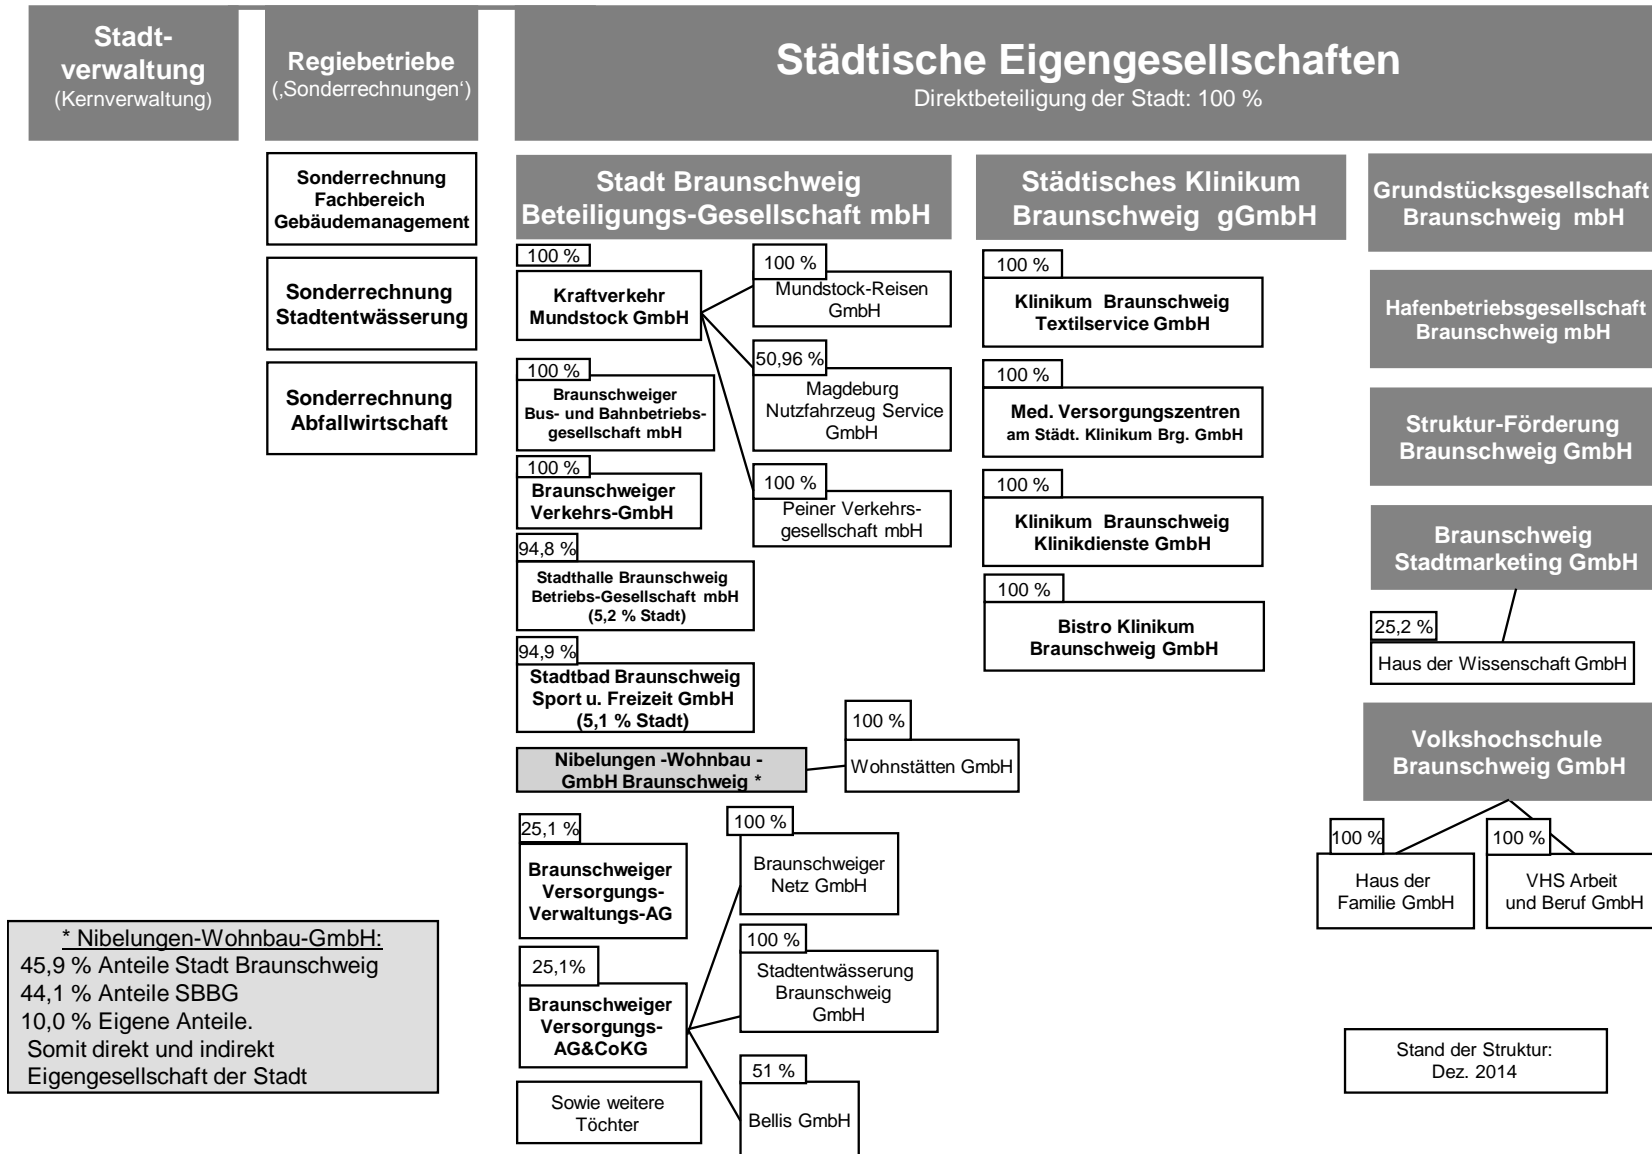 Stadt-
verwaltung
(Kernverwaltung)
Regiebetriebe
(‚Sonderrechnungen‘)
Städtische Eigengesellschaften
Direktbeteiligung der Stadt: 100 %
Sonderrechnung
Fachbereich
Gebäudemanagement
Sonderrechnung
Stadtentwässerung
Sonderrechnung
Abfallwirtschaft
Stadt Braunschweig
Beteiligungs-Gesellschaft mbH
100 %
Kraftverkehr
Mundstock GmbH
100 %
Mundstock-Reisen
GmbH
50,96 %
Magdeburg
Nutzfahrzeug Service
GmbH
100 %
Peiner Verkehrs-
gesellschaft mbH
100 %
Braunschweiger
Bus- und Bahnbetriebs-
gesellschaft mbH
100 %
Braunschweiger
Verkehrs-GmbH
94,8 %
Stadthalle Braunschweig
Betriebs-Gesellschaft mbH
(5,2 % Stadt)
94,9 %
Stadtbad Braunschweig
Sport u. Freizeit GmbH
(5,1 % Stadt)
Nibelungen -Wohnbau -
GmbH Braunschweig *
100 %
Wohnstätten GmbH
25,1 %
Braunschweiger
Versorgungs-
Verwaltungs-AG
25,1%
Braunschweiger
Versorgungs-
AG&CoKG
100 %
Braunschweiger
Netz GmbH
100 %
Stadtentwässerung
Braunschweig
GmbH
51 %
Bellis GmbH
Sowie weitere
Töchter
Städtisches Klinikum
Braunschweig gGmbH
100 %
Klinikum Braunschweig
Textilservice GmbH
100 %
Med. Versorgungszentren
am Städt. Klinikum Brg. GmbH
100 %
Klinikum Braunschweig
Klinikdienste GmbH
100 %
Bistro Klinikum
Braunschweig GmbH
Grundstücksgesellschaft
Braunschweig mbH
Hafenbetriebsgesellschaft
Braunschweig mbH
Struktur-Förderung
Braunschweig GmbH
Braunschweig
Stadtmarketing GmbH
25,2 %
Haus der Wissenschaft GmbH
Volkshochschule
Braunschweig GmbH
100 %
Haus der
Familie GmbH
100 %
VHS Arbeit
und Beruf GmbH
* Nibelungen-Wohnbau-GmbH:
45,9 % Anteile Stadt Braunschweig
44,1 % Anteile SBBG
10,0 % Eigene Anteile.
Somit direkt und indirekt
Eigengesellschaft der Stadt
Stand der Struktur:
Dez. 2014